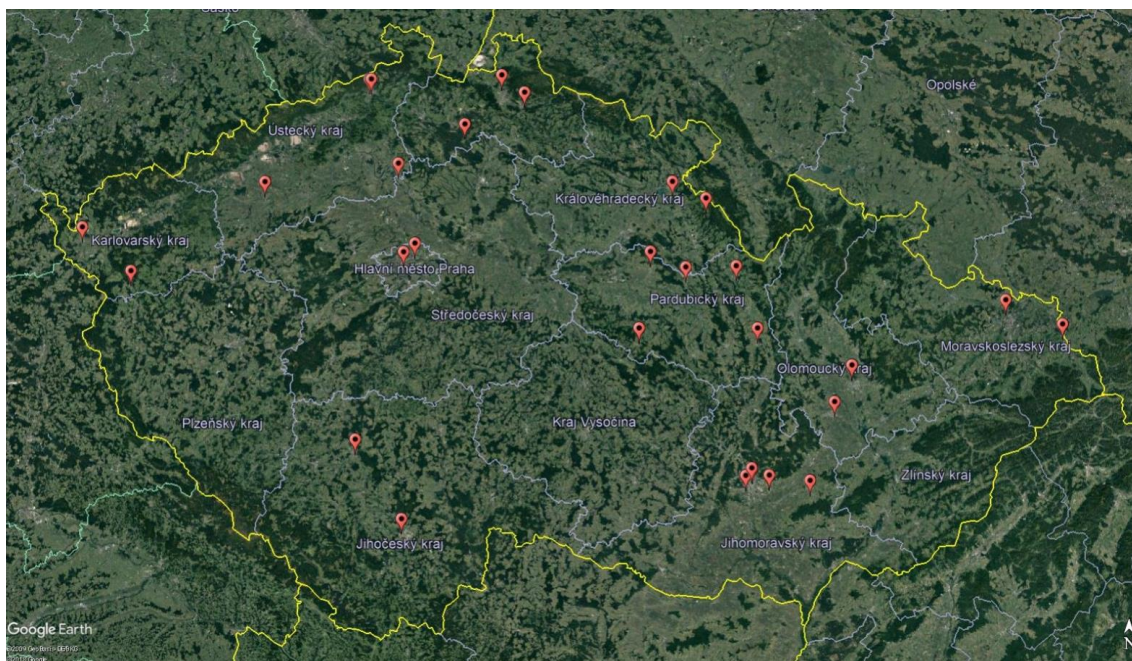 Opolské
Ústecký kraj
Královéhradecký kraj
Karlovarský kraj
Hlavní město Praha
Pardubický kraj
Středočeský kraj
Moravskoslezský kraj
Olomoucký kraj
Plzeňský kraj
Kraj Vysočina
Zlínský kraj
Jihočeský kraj
Jihomoravský kraj
Google Earth
N